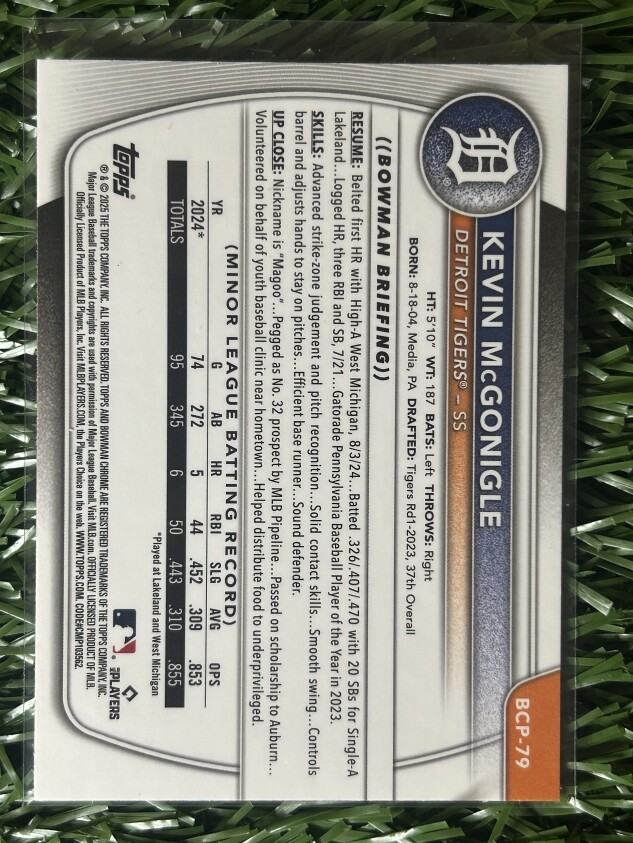 BCP-79
KEVIN McGONIGLE
DETROIT TIGERS® – SS
HT: 5'10" WT: 187 BATS: Left THROWS: Right
BORN: 8-18-04, Media, PA DRAFTED: Tigers Rd1-2023, 37th Overall
((BOWMAN BRIEFING))
RESUME: Belted first HR with High-A West Michigan, 8/3/24...Batted .326/.407/.470 with 20 SBs for Single-A
Lakeland...Logged HR, three RBI and SB, 7/21...Gatorade Pennsylvania Baseball Player of the Year in 2023.
SKILLS: Advanced strike-zone judgement and pitch recognition...Solid contact skills...Smooth swing...Controls
barrel and adjusts hands to stay on pitches...Efficient base runner...Sound defender.
UP CLOSE: Nickname is "Magoo"...Pegged as No. 32 prospect by MLB Pipeline...Passed on scholarship to Auburn...
Volunteered on behalf of youth baseball clinic near hometown...Helped distribute food to underprivileged.
(MINOR LEAGUE BATTING RECORD)
YR G AB HR RBI SLG AVG OPS
2024* 74 272 5 44 .452 .309 .853
TOTALS 95 345 6 50 .443 .310 .855
*Played at Lakeland and West Michigan
topps®
® & © 2025 THE TOPPS COMPANY, INC. ALL RIGHTS RESERVED. TOPPS AND BOWMAN CHROME ARE REGISTERED TRADEMARKS OF THE TOPPS COMPANY, INC.
Major League Baseball trademarks and copyrights are used with permission of Major League Baseball. Visit MLB.com. OFFICIALLY LICENSED PRODUCT OF MLB
Officially Licensed Product of MLB Players, Inc. Visit MLBPLAYERS.COM, the Players Choice on the web. WWW.TOPPS.COM. CODE#CMP103562.
MLB PLAYERS